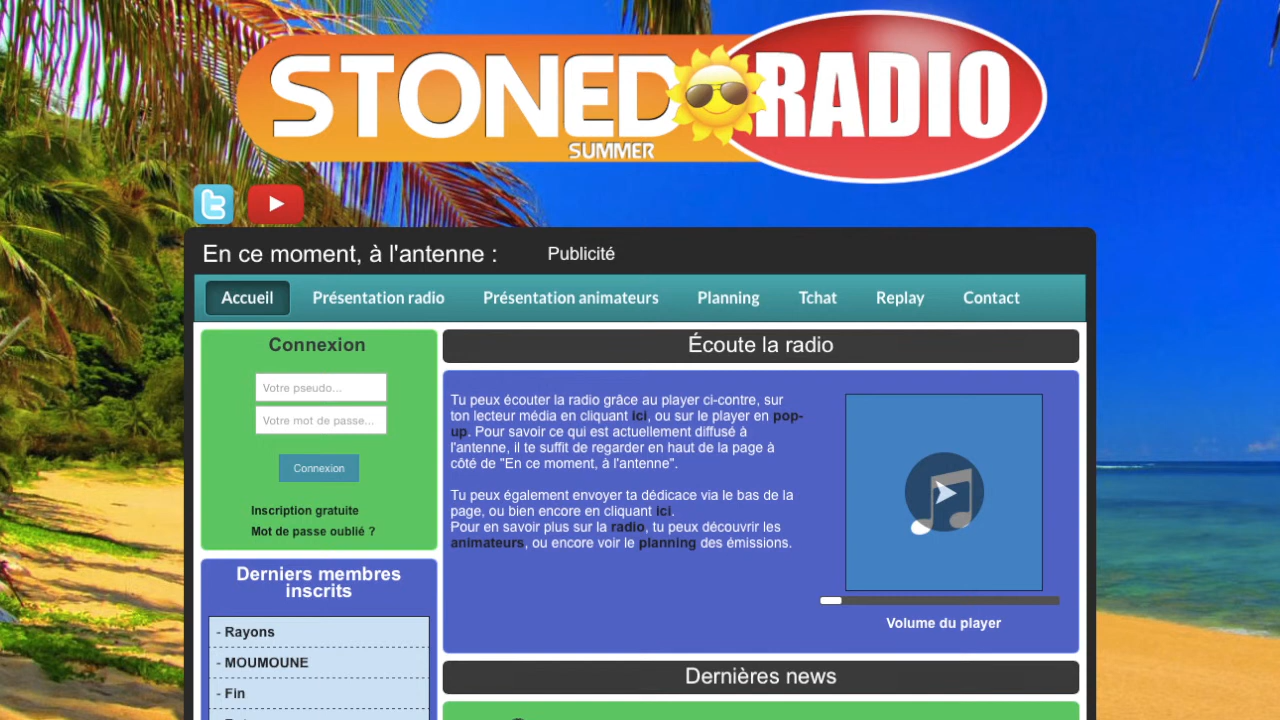 STONED RADIO
SUMMER
En ce moment, à l'antenne :
Publicité
Accueil
Présentation radio
Présentation animateurs
Planning
Tchat
Replay
Contact
Connexion
Votre pseudo...
Votre mot de passe...
Connexion
Inscription gratuite
Mot de passe oublié ?
Derniers membres
inscrits
- Rayons
- MOUMOUNE
- Fin
Écoute la radio
Tu peux écouter la radio grâce au player ci-contre, sur
ton lecteur média en cliquant ici, ou sur le player en pop-
up. Pour savoir ce qui est actuellement diffusé à
l'antenne, il te suffit de regarder en haut de la page à
côté de "En ce moment, à l'antenne".
Tu peux également envoyer ta dédicace via le bas de la
page, ou bien encore en cliquant ici.
Pour en savoir plus sur la radio, tu peux découvrir les
animateurs, ou encore voir le planning des émissions.
Volume du player
Dernières news